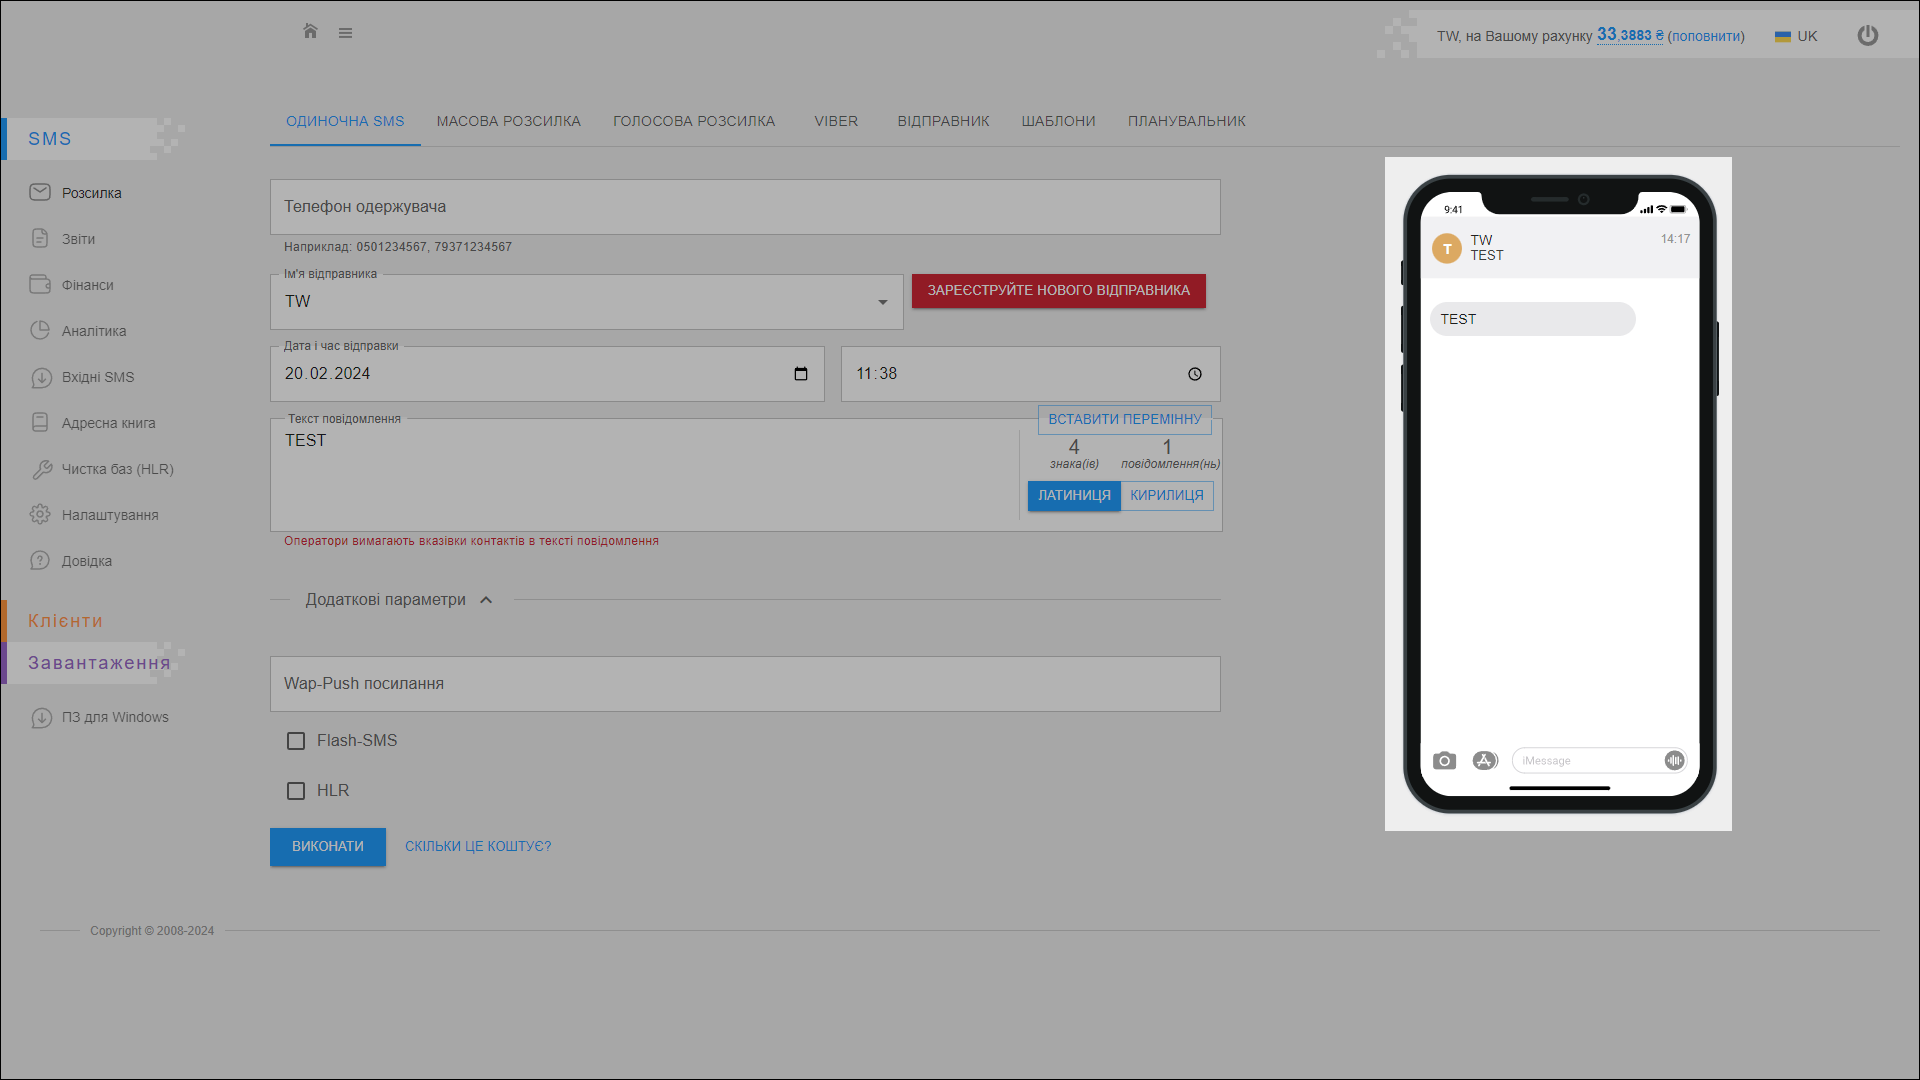 TW, на Вашому рахунку 33.3883 ₴ (поповнити)
UK
SMS
Розсилка
Звіти
Фінанси
Аналітика
Вхідні SMS
Адресна книга
Чистка баз (HLR)
Налаштування
Довідка
Клієнти
Завантаження
ПЗ для Windows
ОДИНОЧНА SMS
МАСОВА РОЗСИЛКА
ГОЛОСОВА РОЗСИЛКА
VIBER
ВІДПРАВНИК
ШАБЛОНИ
ПЛАНУВАЛЬНИК
Телефон одержувача
Наприклад: 0501234567, 79371234567
Ім'я відправника
TW
ЗАРЕЄСТРУЙТЕ НОВОГО ВІДПРАВНИКА
Дата і час відправки
20.02.2024
11:38
Текст повідомлення
TEST
ВСТАВИТИ ПЕРЕМІННУ
4
знака(ів)
1
повідомлення(нь)
ЛАТИНИЦЯ
КИРИЛИЦЯ
Оператори вимагають вказівки контактів в тексті повідомлення
Додаткові параметри
Wap-Push посилання
Flash-SMS
HLR
ВИКОНАТИ
СКІЛЬКИ ЦЕ КОШТУЄ?
9:41
T
TW
TEST
14:17
TEST
iMessage
Copyright © 2008-2024